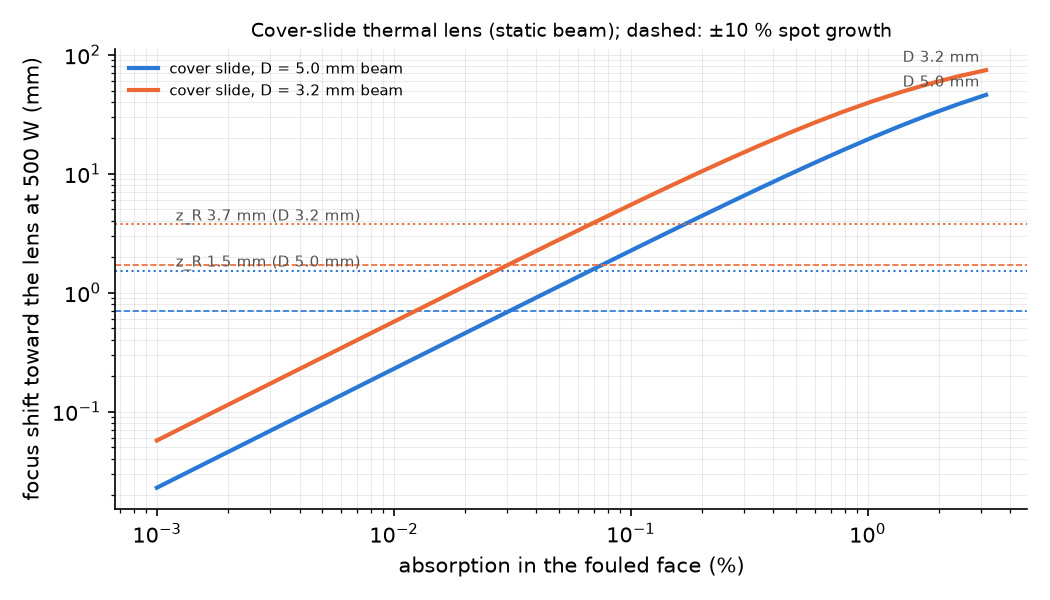 Cover-slide thermal lens (static beam); dashed: ±10 % spot growth
focus shift toward the lens at 500 W (mm)
10²
10¹
10⁰
10⁻¹
cover slide, D = 5.0 mm beam
cover slide, D = 3.2 mm beam
D 3.2 mm
D 5.0 mm
z_R 3.7 mm (D 3.2 mm)
z_R 1.5 mm (D 5.0 mm)
10⁻³
10⁻²
10⁻¹
10⁰
absorption in the fouled face (%)